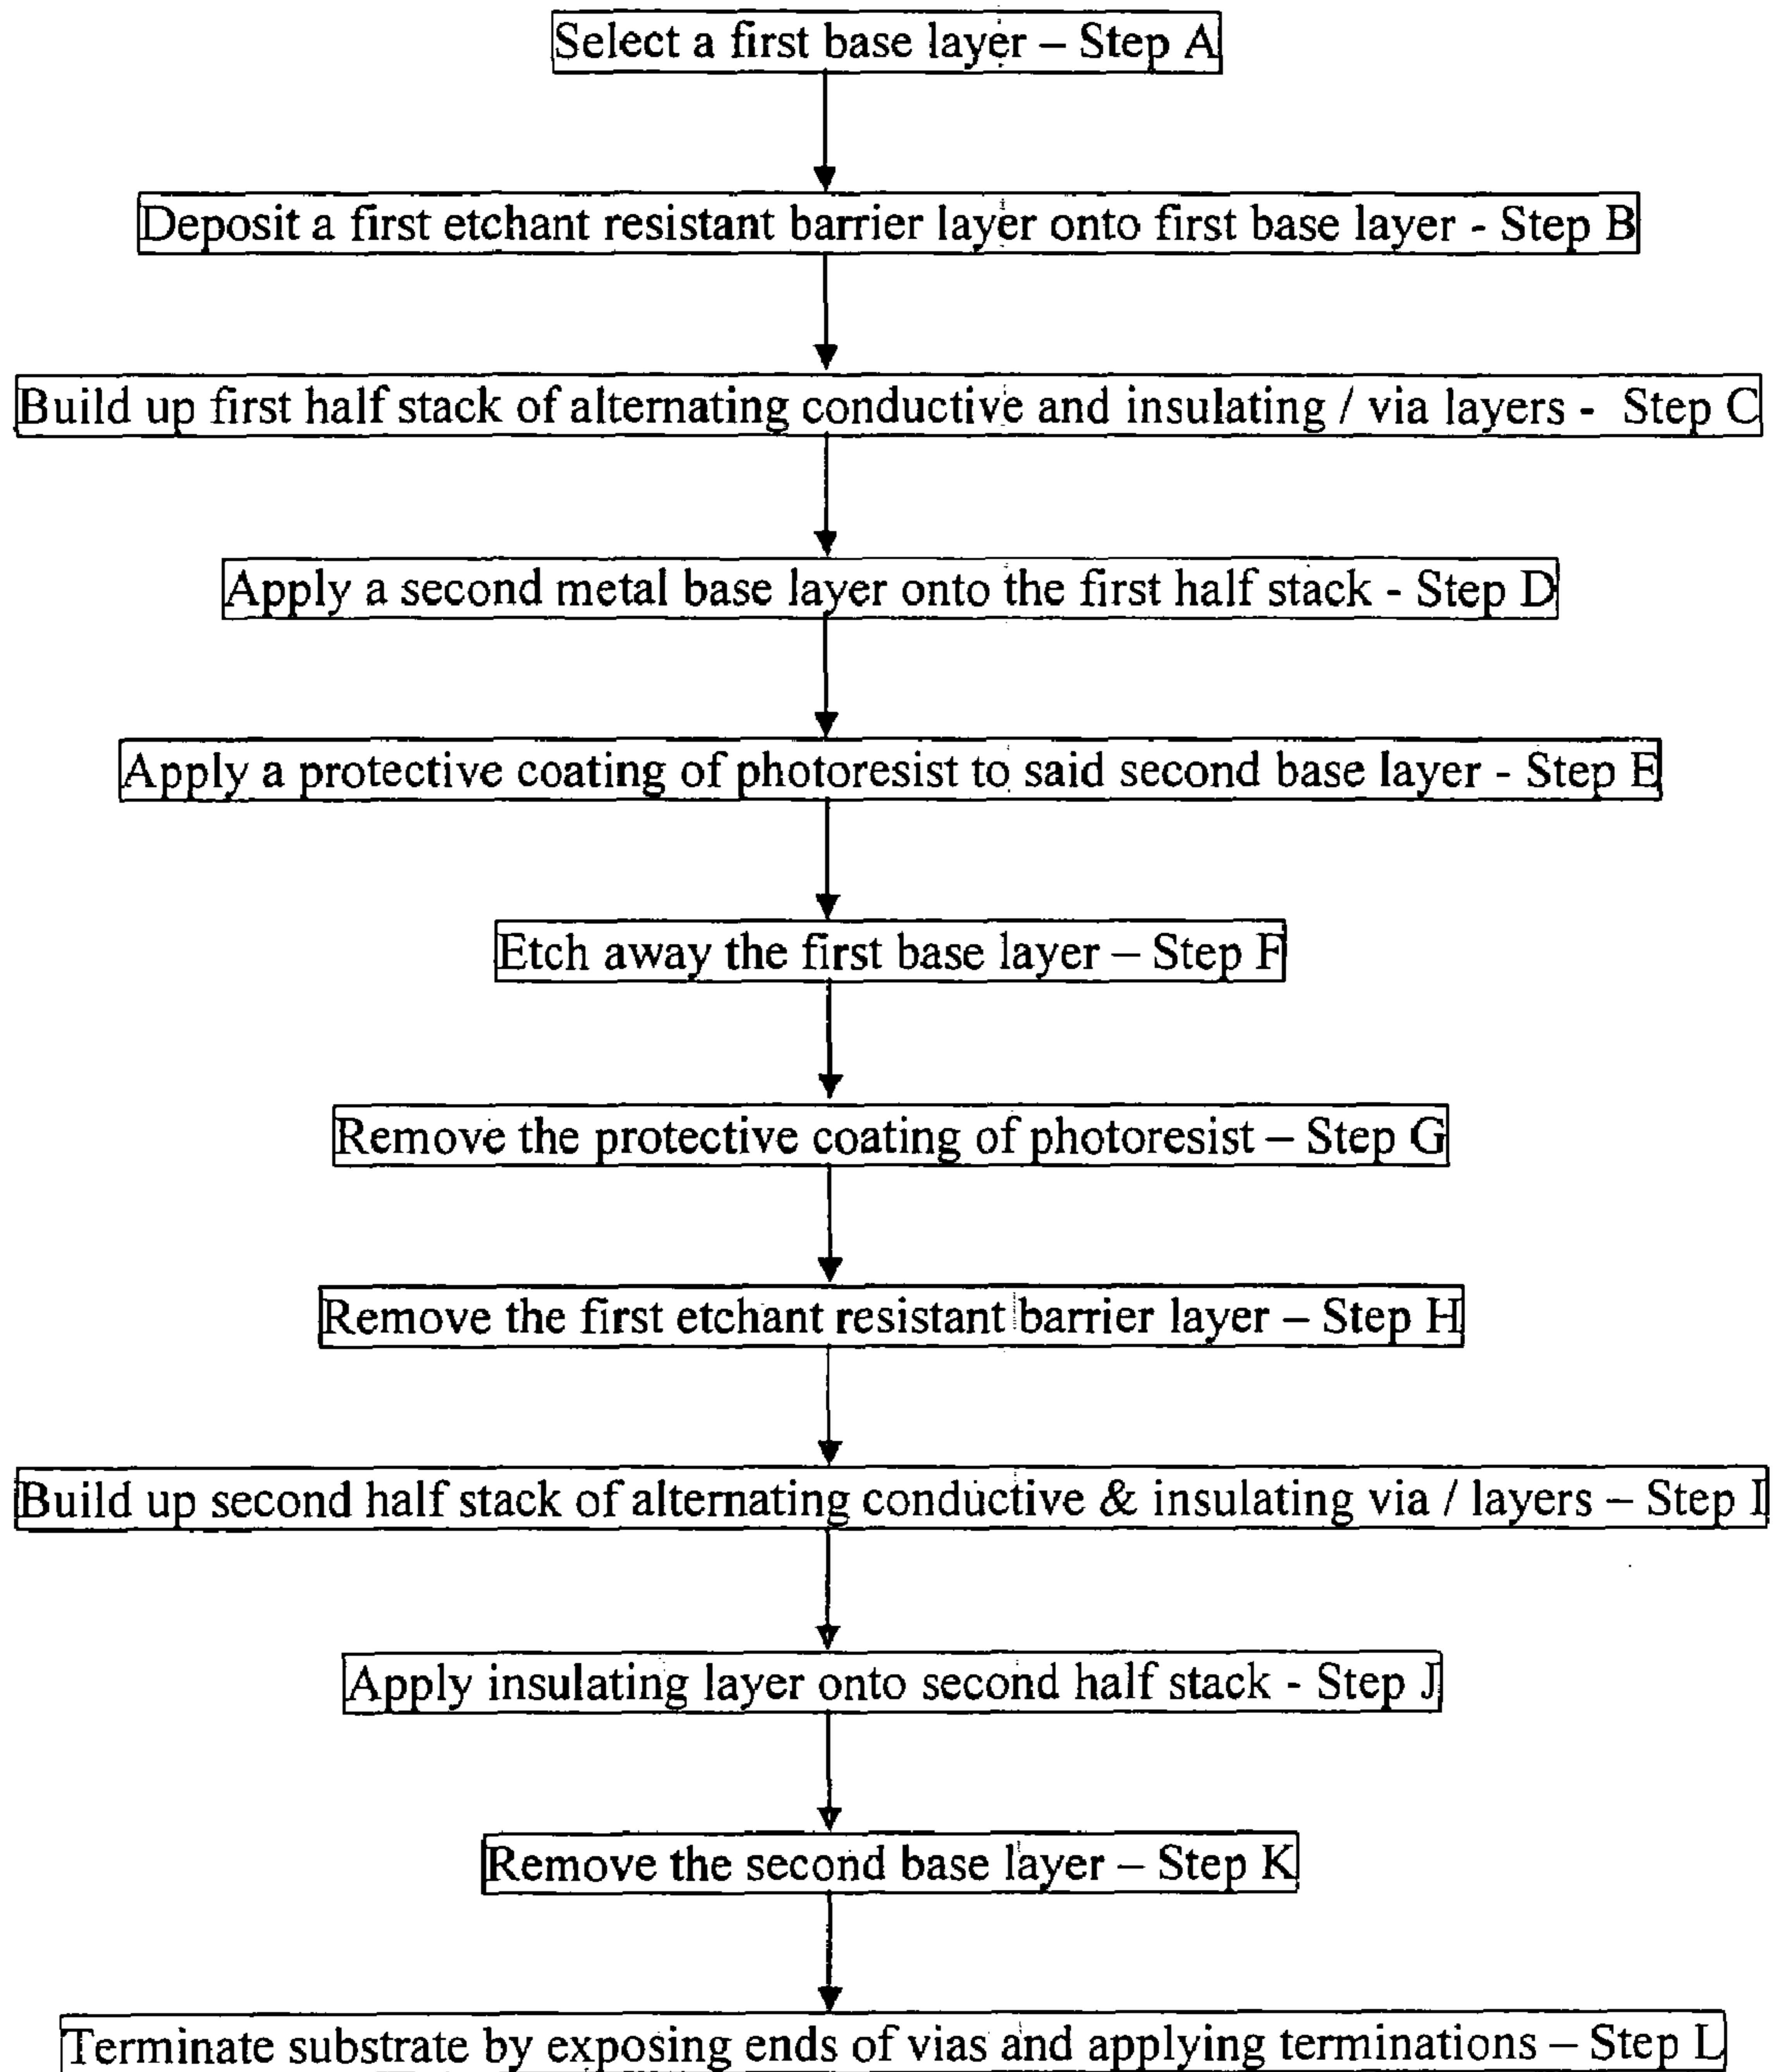 Select a first base layer – Step A
Deposit a first etchant resistant barrier layer onto first base layer - Step B
Build up first half stack of alternating conductive and insulating / via layers - Step C
Apply a second metal base layer onto the first half stack - Step D
Apply a protective coating of photoresist to said second base layer - Step E
Etch away the first base layer – Step F
Remove the protective coating of photoresist – Step G
Remove the first etchant resistant barrier layer – Step H
Build up second half stack of alternating conductive & insulating via / layers – Step I
Apply insulating layer onto second half stack - Step J
Remove the second base layer – Step K
Terminate substrate by exposing ends of vias and applying terminations – Step L